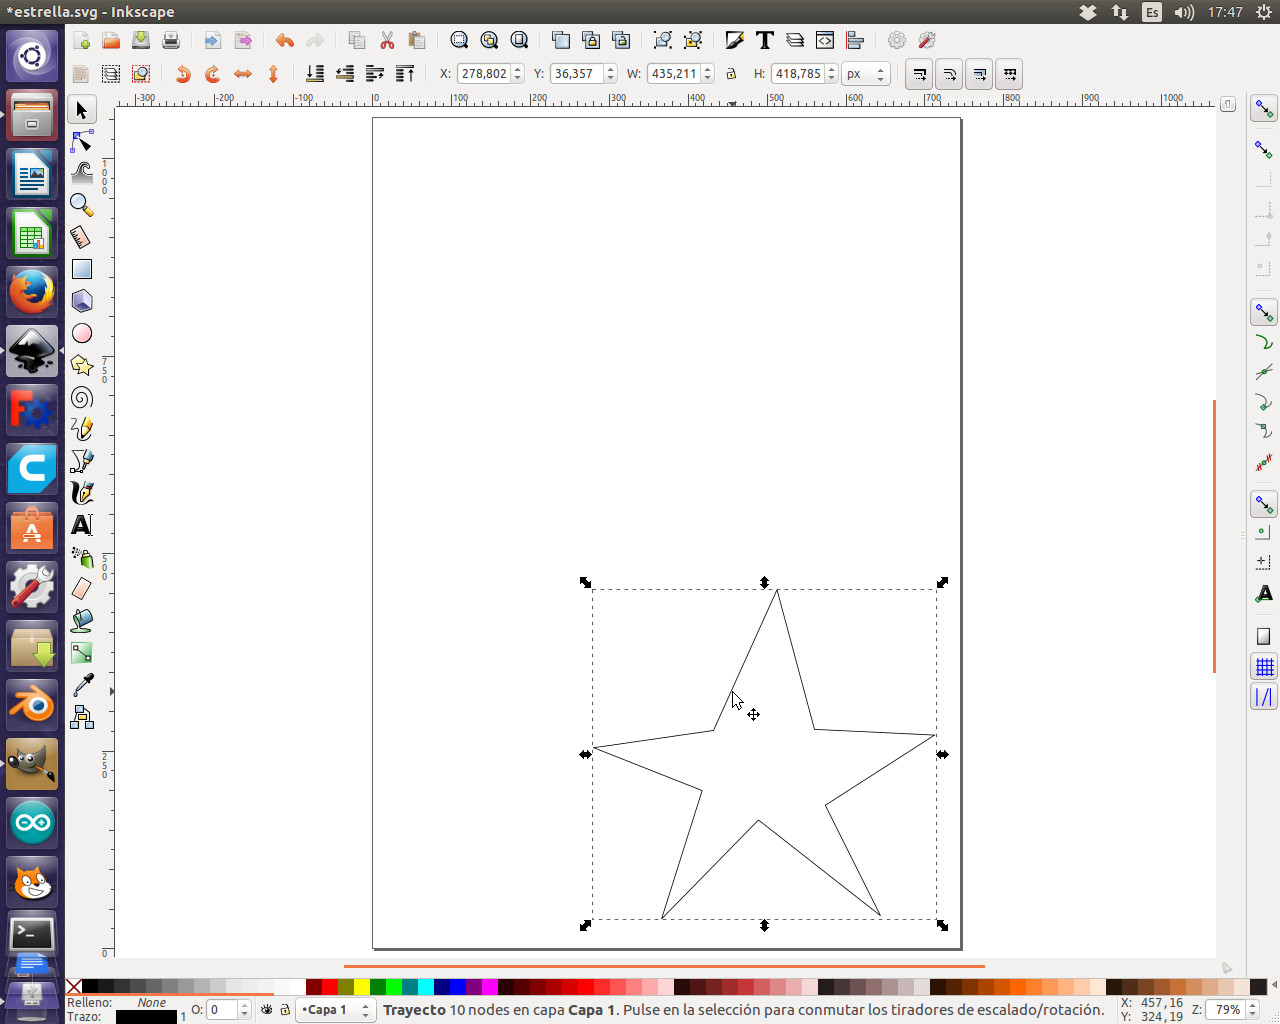 *estrella.svg - Inkscape
Es
17:47
X: 278,802 Y: 36,357 W: 435,211 H: 418,785 px
-300 -200 -100 0 100 200 300 400 500 600 700 800 900 1000
1000
750
500
250
0
Relleno: None
Trazo: 1
O: 0
•Capa 1
Trayecto 10 nodes en capa Capa 1. Pulse en la selección para conmutar los tiradores de escalado/rotación.
X: 457,16
Y: 324,19
Z: 79%